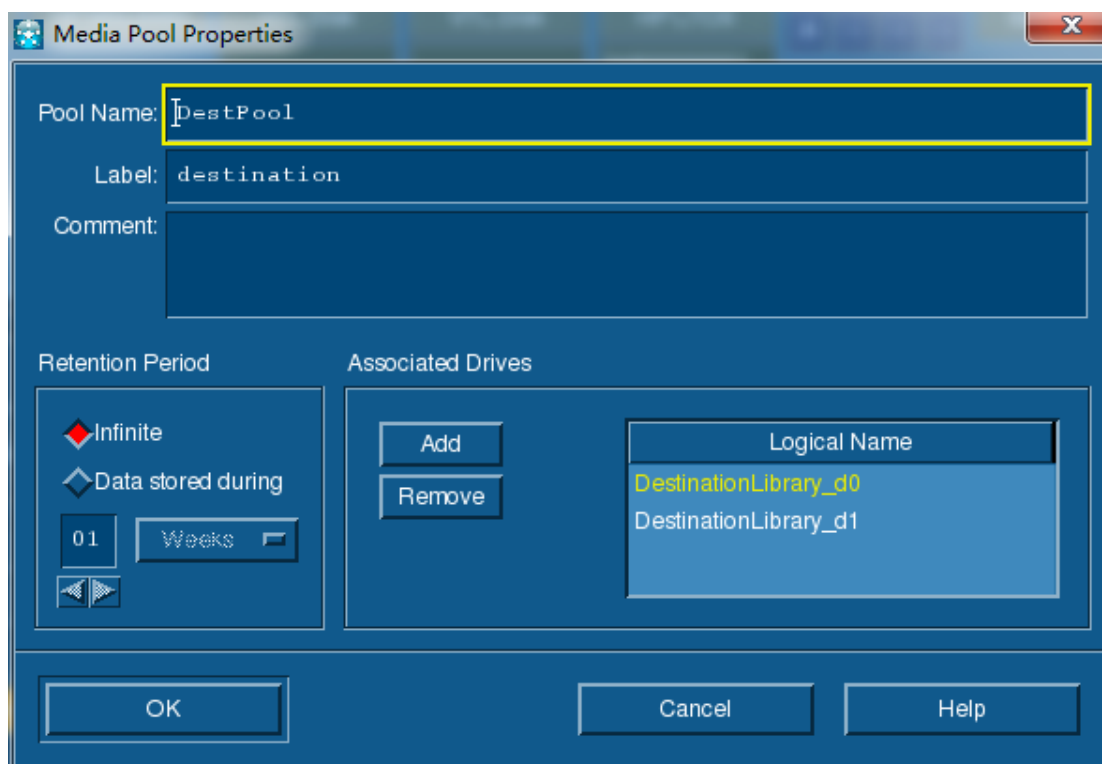 Media Pool Properties
Pool Name: DestPool
Label: destination
Comment:
Retention Period
Infinite
Data stored during
01 Weeks
Associated Drives
Add
Remove
Logical Name
DestinationLibrary_d0
DestinationLibrary_d1
OK Cancel Help